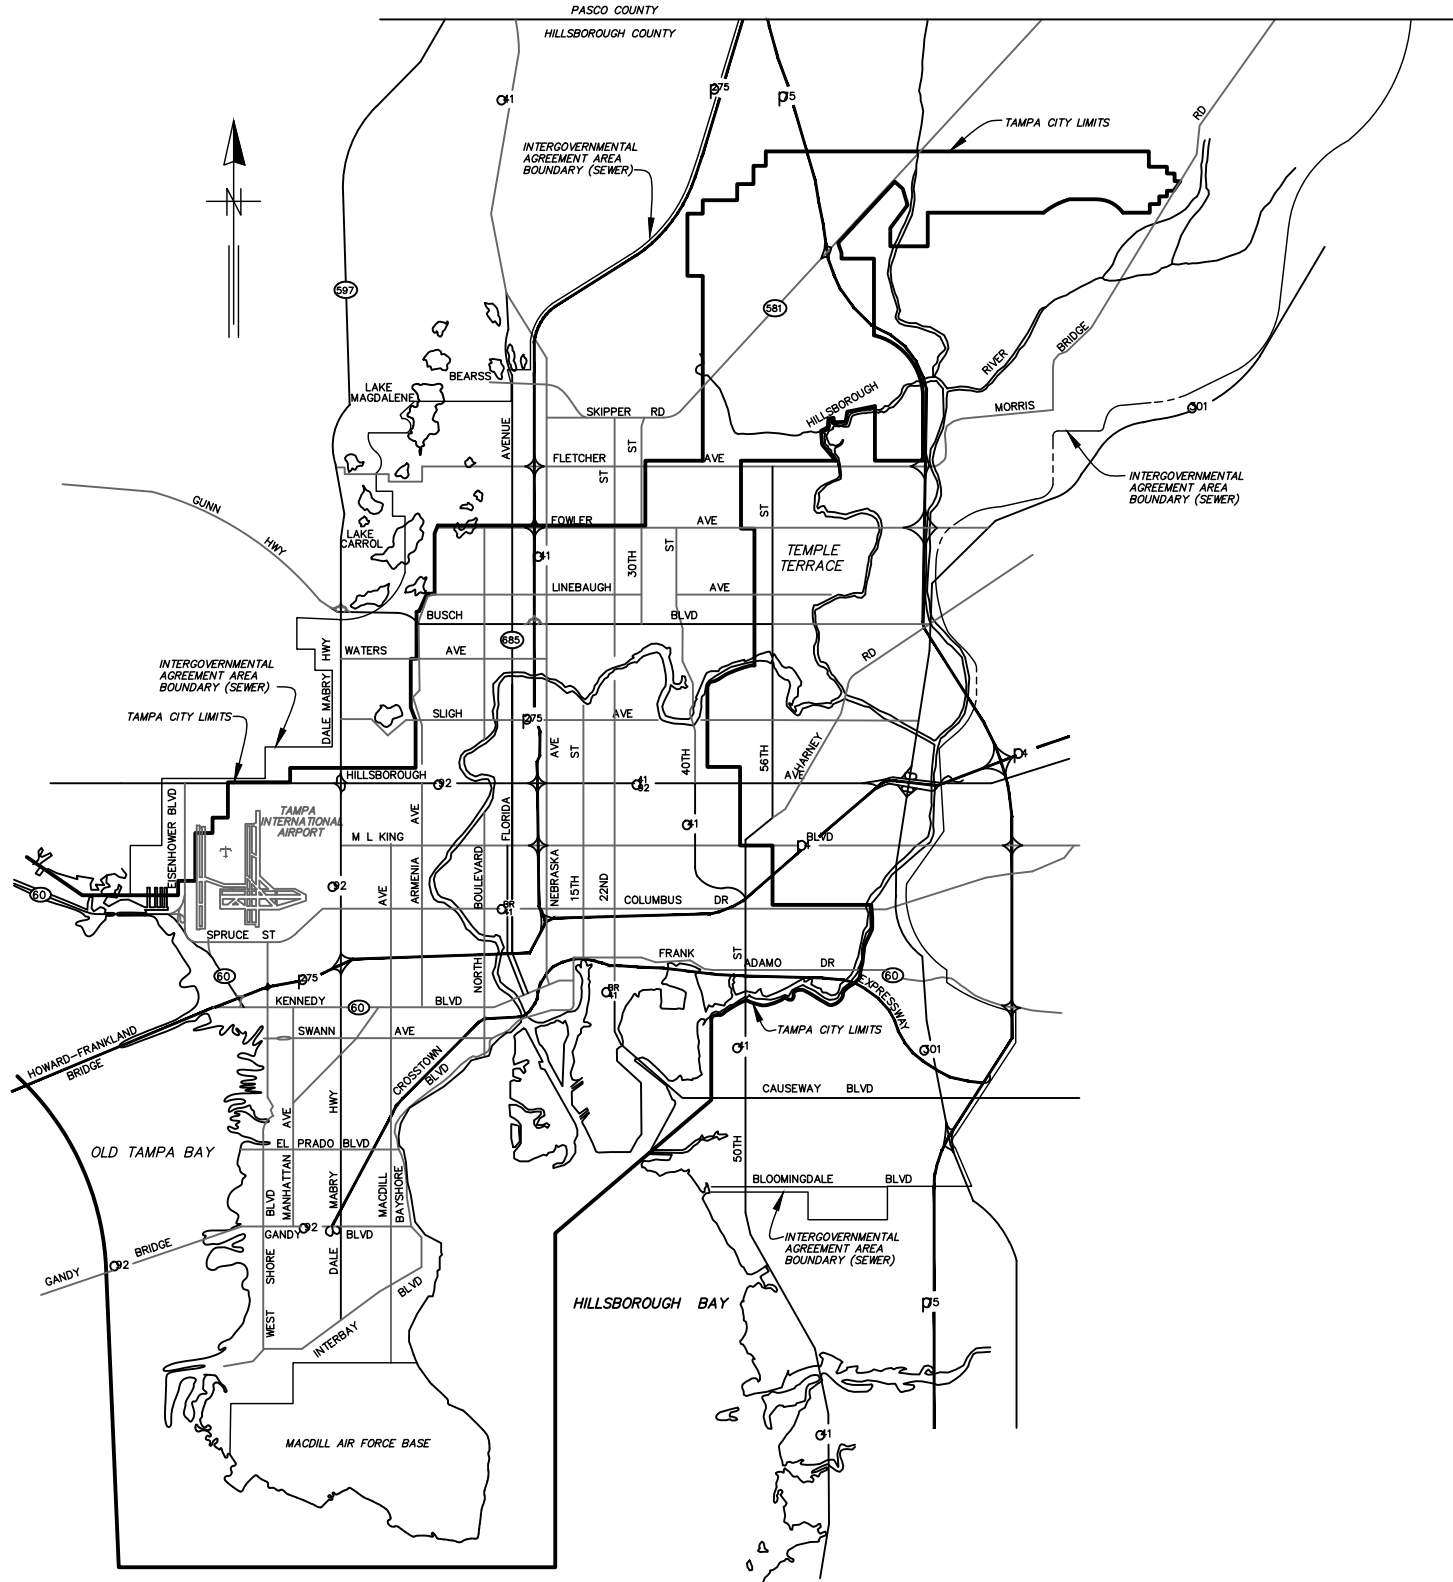 PASCO COUNTY
HILLSBOROUGH COUNTY
41
275
75
RD
TAMPA CITY LIMITS
INTERGOVERNMENTAL
AGREEMENT AREA
BOUNDARY (SEWER)
N
597
581
BRIDGE
RIVER
BEARSS
LAKE
MAGDALENE
HILLSBOROUGH
MORRIS
301
SKIPPER RD
AVENUE
ST
ST
FLETCHER AVE
INTERGOVERNMENTAL
AGREEMENT AREA
BOUNDARY (SEWER)
GUNN
HWY
LAKE
CARROL
FOWLER AVE
ST
ST
41
30TH
TEMPLE
TERRACE
LINEBAUGH AVE
BUSCH BLVD
685
WATERS AVE
HWY
RD
INTERGOVERNMENTAL
AGREEMENT AREA
BOUNDARY (SEWER)
DALE MABRY
TAMPA CITY LIMITS
SLIGH AVE
275
AVE
ST
40TH
56TH
HARNEY
4
HILLSBOROUGH AVE
92
41
92
EISENHOWER BLVD
TAMPA
INTERNATIONAL
AIRPORT
AVE
FLORIDA
41
M L KING BLVD
4
60
92
AVE
ARMENIA
BOULEVARD
NEBRASKA
15TH
22ND
BR
41
COLUMBUS DR
SPRUCE ST
FRANK
ADAMO DR
ST
60
275
NORTH
60
BR
41
EXPRESSWAY
KENNEDY BLVD
60
SWANN AVE
TAMPA CITY LIMITS
HOWARD-FRANKLAND
BRIDGE
CROSSTOWN
BLVD
41
301
HWY
AVE
CAUSEWAY BLVD
OLD TAMPA BAY
EL PRADO BLVD
50TH
MANHATTAN
MABRY
MACDILL
BAYSHORE
BLVD
BLOOMINGDALE BLVD
92
GANDY BLVD
INTERGOVERNMENTAL
AGREEMENT AREA
BOUNDARY (SEWER)
GANDY
BRIDGE
92
SHORE
DALE
BLVD
HILLSBOROUGH BAY
75
WEST
INTERBAY
MACDILL AIR FORCE BASE
41